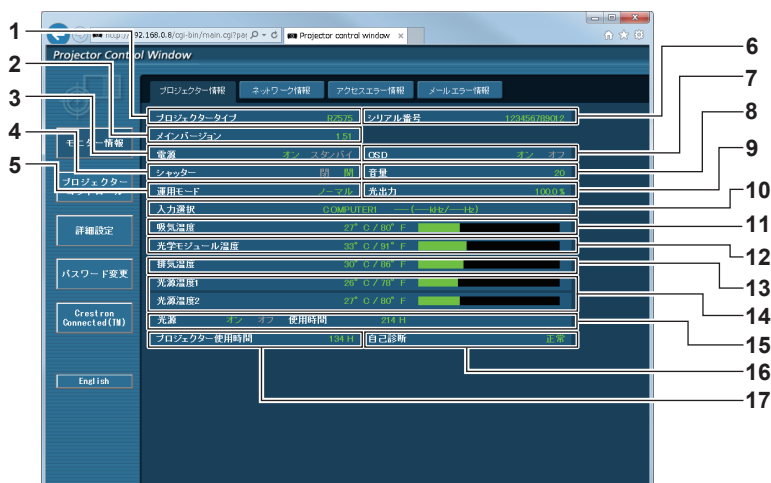 92.168.0.8/cgi-bin/main.cgi?pa
Projector control window
Projector Control Window
プロジェクター情報 ネットワーク情報 アクセスエラー情報 メールエラー情報
プロジェクタータイプ RZ575 シリアル番号 123456789012
メインバージョン 1.51
電源 オン スタンバイ OSD オン オフ
シャッター 閉 開 音量 20
運用モード ノーマル 光出力 100.0 %
入力選択 COMPUTER1 ---(---kHz/---Hz)
吸気温度 27° C / 80° F
光学モジュール温度 33° C / 91° F
排気温度 30° C / 86° F
光源温度1 26° C / 78° F
光源温度2 27° C / 80° F
光源 オン オフ 使用時間 214 H
プロジェクター使用時間 134 H 自己診断 正常
モニター情報
プロジェクター
詳細設定
パスワード変更
Crestron
Connected(TM)
English
1
2
3
4
5
6
7
8
9
10
11
12
13
14
15
16
17